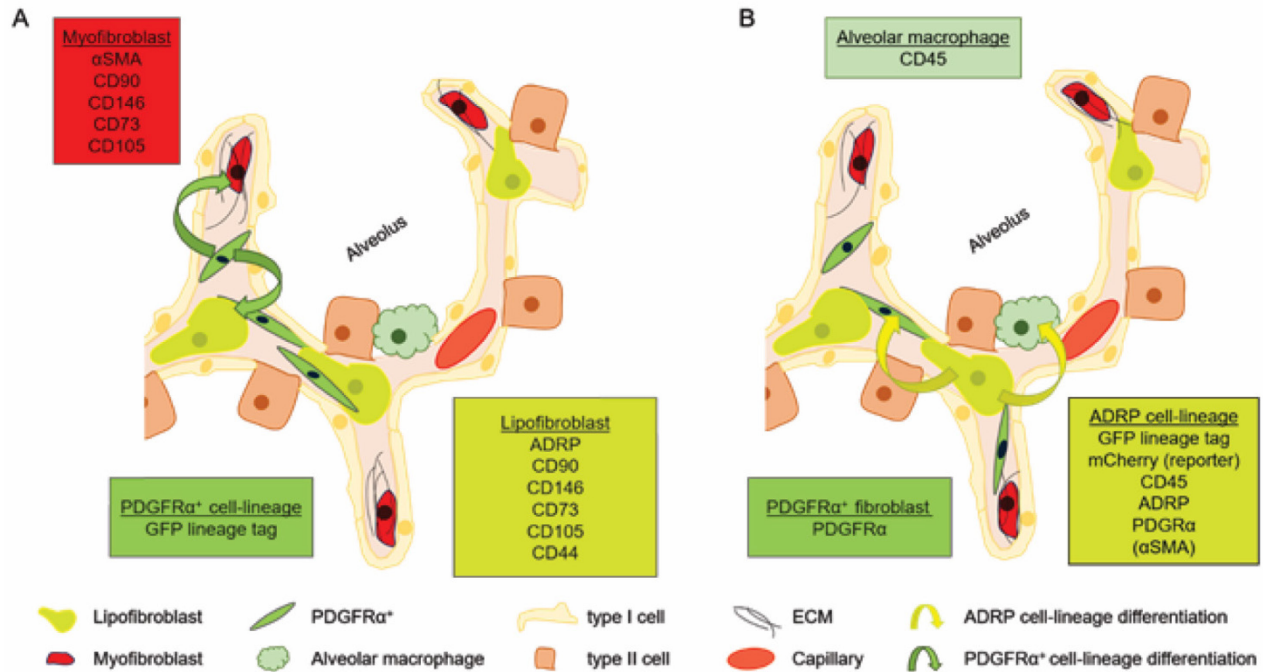 A
Myofibroblast
αSMA
CD90
CD146
CD73
CD105
Alveolus
Lipofibroblast
ADRP
CD90
CD146
CD73
CD105
CD44
PDGFRα⁺ cell-lineage
GFP lineage tag
B
Alveolar macrophage
CD45
Alveolus
PDGFRα⁺ fibroblast
PDGFRα
ADRP cell-lineage
GFP lineage tag
mCherry (reporter)
CD45
ADRP
PDGRα
(αSMA)
Lipofibroblast
PDGFRα⁺
type I cell
ECM
ADRP cell-lineage differentiation
Myofibroblast
Alveolar macrophage
type II cell
Capillary
PDGFRα⁺ cell-lineage differentiation